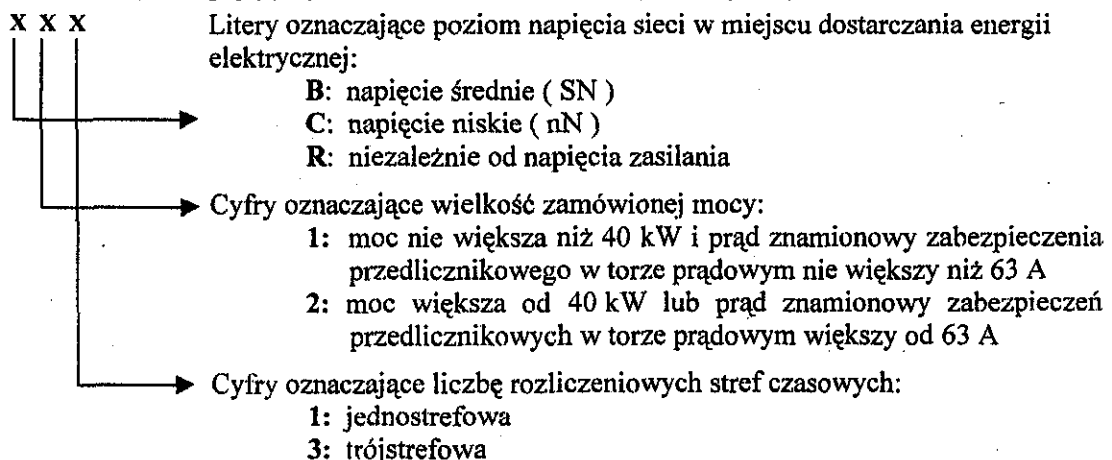 X X X Litery oznaczające poziom napięcia sieci w miejscu dostarczania energii
elektrycznej:
B: napięcie średnie ( SN )
C: napięcie niskie ( nN )
R: niezależnie od napięcia zasilania
Cyfry oznaczające wielkość zamówionej mocy:
1: moc nie większa niż 40 kW i prąd znamionowy zabezpieczenia
przedlicznikowego w torze prądowym nie większy niż 63 A
2: moc większa od 40 kW lub prąd znamionowy zabezpieczeń
przedlicznikowych w torze prądowym większy od 63 A
Cyfry oznaczające liczbę rozliczeniowych stref czasowych:
1: jednostrefowa
3: trójstrefowa